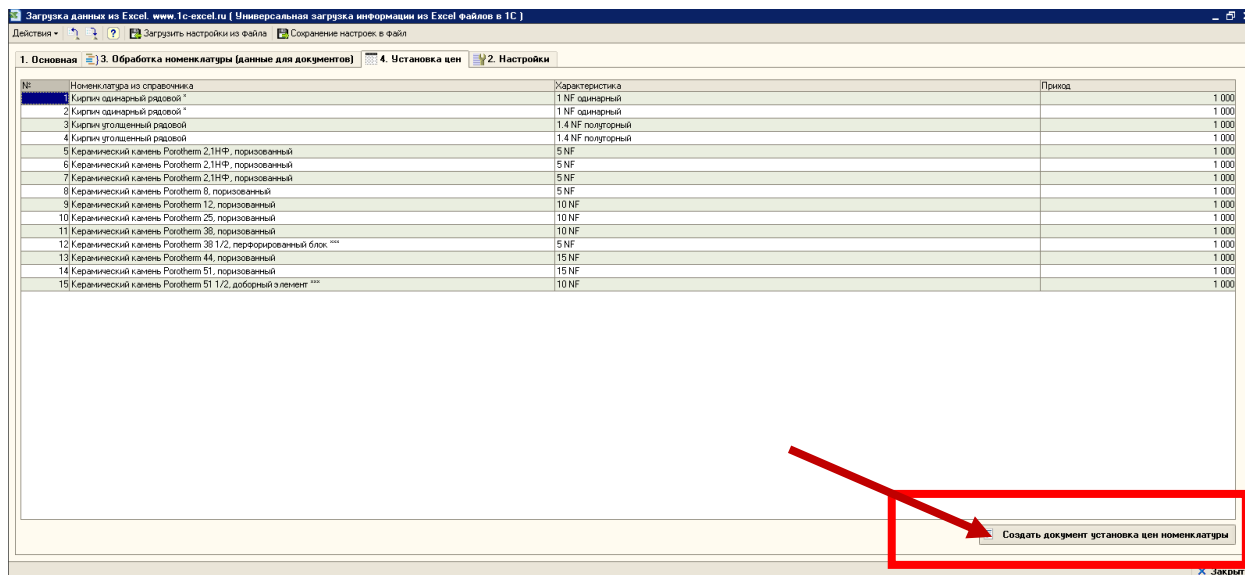 Загрузка данных из Excel. www.1c-excel.ru ( Универсальная загрузка информации из Excel файлов в 1С )
Действия Загрузить настройки из файла Сохранение настроек в файл
1. Основная 3. Обработка номенклатуры (данные для документов) 4. Установка цен 2. Настройки
№ Номенклатура из справочника Характеристика Приход
1 Кирпич одинарный рядовой * 1 NF одинарный 1 000
2 Кирпич одинарный рядовой * 1 NF одинарный 1 000
3 Кирпич утолщенный рядовой 1.4 NF полуторный 1 000
4 Кирпич утолщенный рядовой 1.4 NF полуторный 1 000
5 Керамический камень Porotherm 2,1НФ, поризованный 5 NF 1 000
6 Керамический камень Porotherm 2,1НФ, поризованный 5 NF 1 000
7 Керамический камень Porotherm 2,1НФ, поризованный 5 NF 1 000
8 Керамический камень Porotherm 8, поризованный 5 NF 1 000
9 Керамический камень Porotherm 12, поризованный 10 NF 1 000
10 Керамический камень Porotherm 25, поризованный 10 NF 1 000
11 Керамический камень Porotherm 38, поризованный 10 NF 1 000
12 Керамический камень Porotherm 38 1/2, перфорированный блок *** 5 NF 1 000
13 Керамический камень Porotherm 44, поризованный 15 NF 1 000
14 Керамический камень Porotherm 51, поризованный 15 NF 1 000
15 Керамический камень Porotherm 51 1/2, доборный элемент *** 10 NF 1 000
Создать документ установка цен номенклатуры
Закрыт